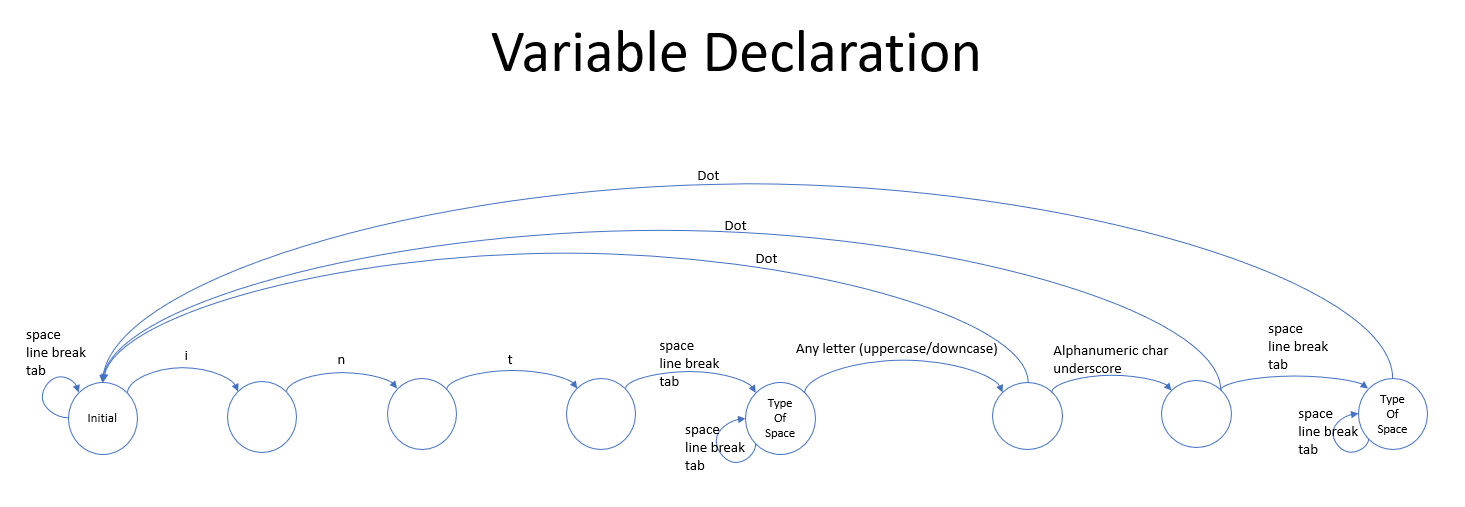 Variable Declaration
Dot
Dot
Dot
space
line break
tab
i
n
t
space
line break
tab
Any letter (uppercase/downcase)
Alphanumeric char
underscore
space
line break
tab
Initial
Type
Of
Space
space
line break
tab
Type
Of
Space
space
line break
tab